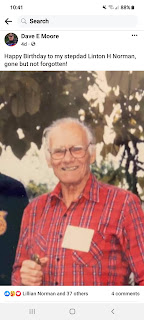 10:41
88%
Search
Dave E Moore
4d
Happy Birthday to my stepdad Linton H Norman,
gone but not forgotten!
Lillian Norman and 37 others
4 comments